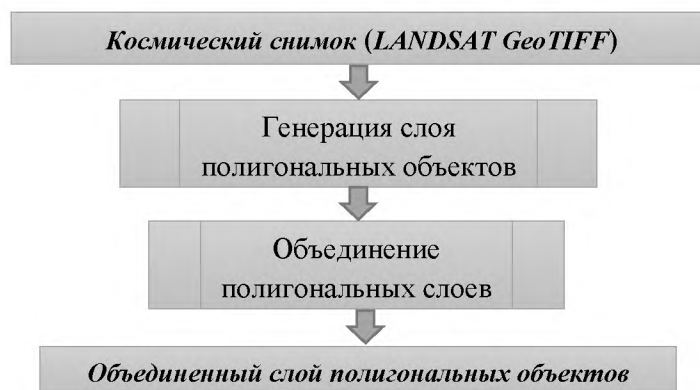 Космический снимок (LANDSAT GeoTIFF)
Генерация слоя
полигональных объектов
Объединение
полигональных слоев
Объединенный слой полигональных объектов